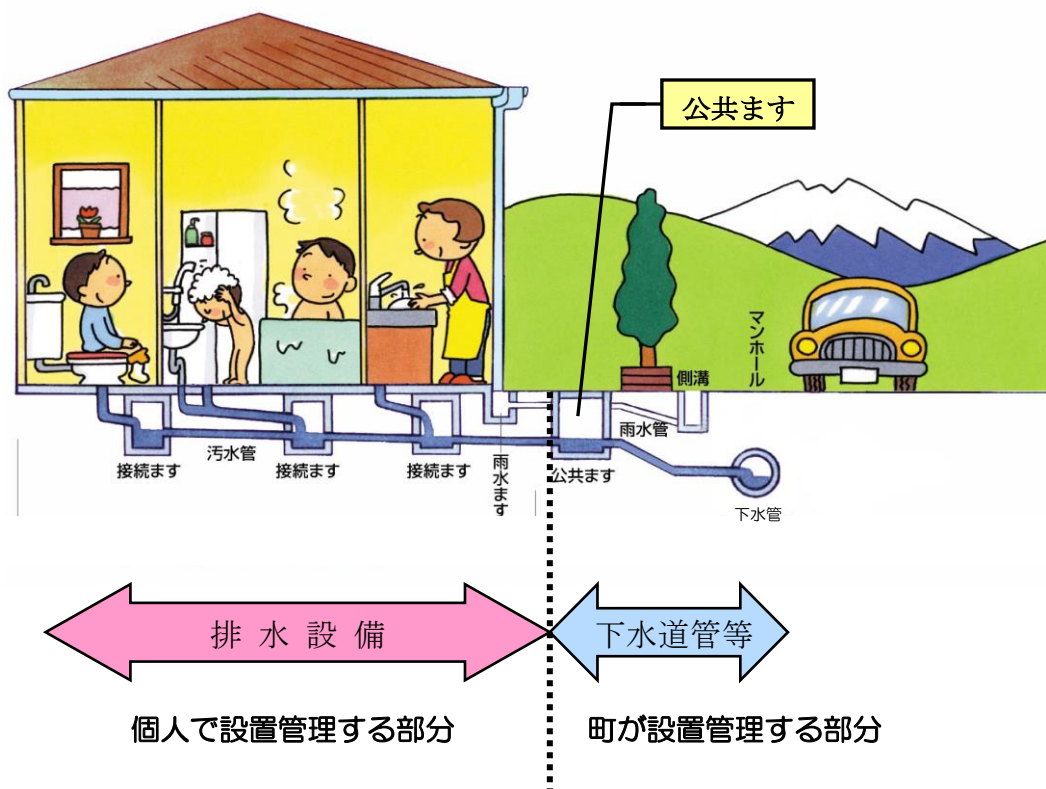 公共ます
マンホール
側溝
雨水管
汚水管
接続ます
接続ます
接続ます
雨水ます
公共ます
下水管
排水設備
下水道管等
個人で設置管理する部分
町が設置管理する部分